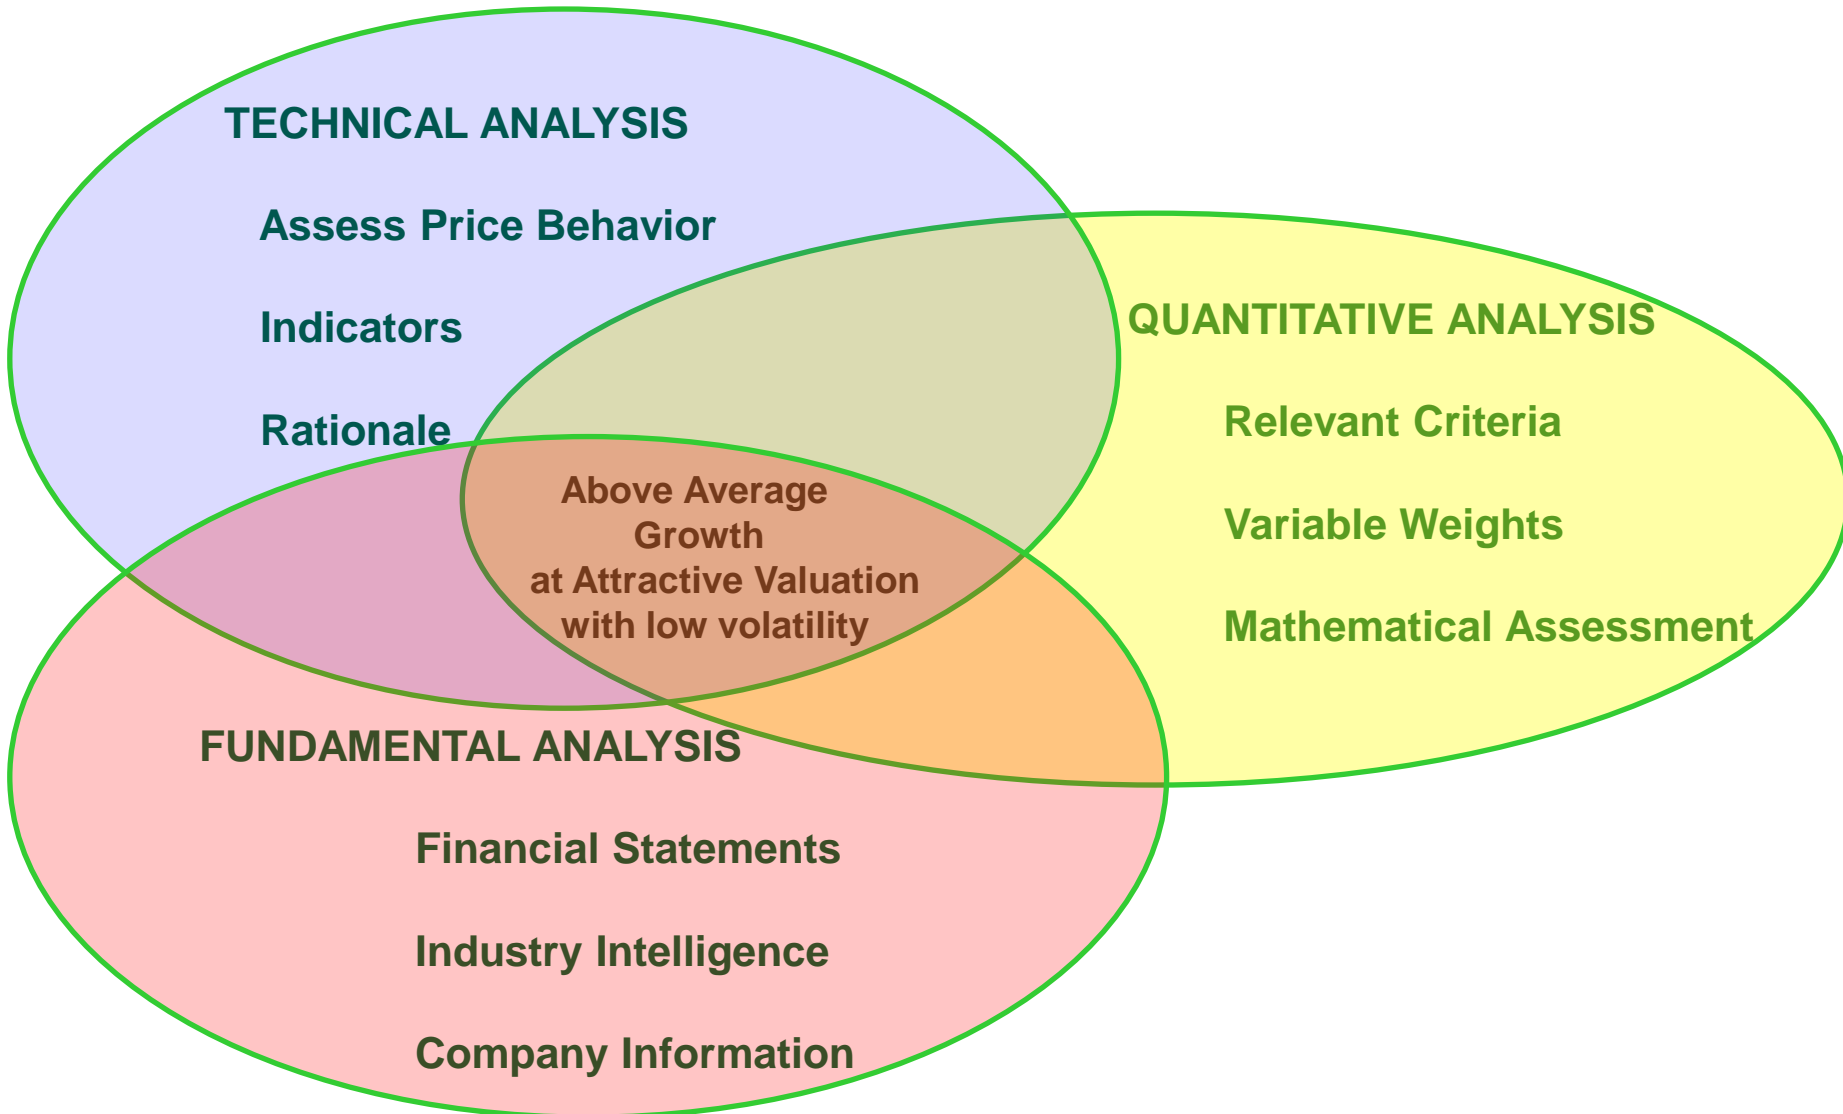 TECHNICAL ANALYSIS
Assess Price Behavior
Indicators
Rationale
QUANTITATIVE ANALYSIS
Relevant Criteria
Variable Weights
Mathematical Assessment
Above Average
Growth
at Attractive Valuation
with low volatility
FUNDAMENTAL ANALYSIS
Financial Statements
Industry Intelligence
Company Information